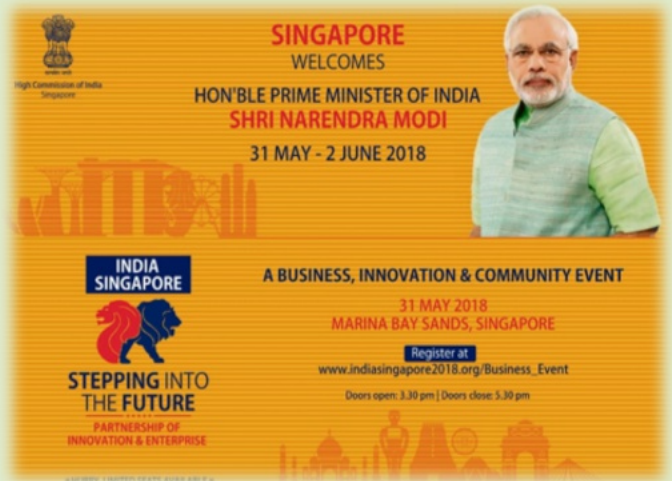 High Commission of India
Singapore
SINGAPORE
WELCOMES
HON'BLE PRIME MINISTER OF INDIA
SHRI NARENDRA MODI
31 MAY - 2 JUNE 2018
INDIA
SINGAPORE
STEPPING INTO
THE FUTURE
PARTNERSHIP OF
INNOVATION & ENTERPRISE
A BUSINESS, INNOVATION & COMMUNITY EVENT
31 MAY 2018
MARINA BAY SANDS, SINGAPORE
Register at
www.indiasingapore2018.org/Business_Event
Doors open: 3.30 pm | Doors close: 5.30 pm